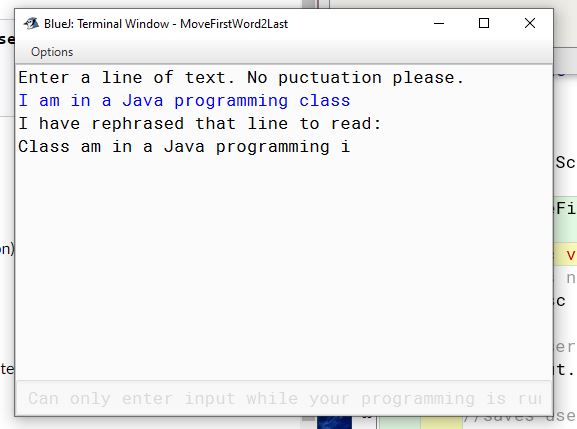 BlueJ: Terminal Window - MoveFirstWord2Last
Options
Enter a line of text. No puctuation please.
I am in a Java programming class
I have rephrased that line to read:
Class am in a Java programming i
Can only enter input while your programming is run
se
on)
te
Sc
Fi
v
n
sc
er
t.
//saves use